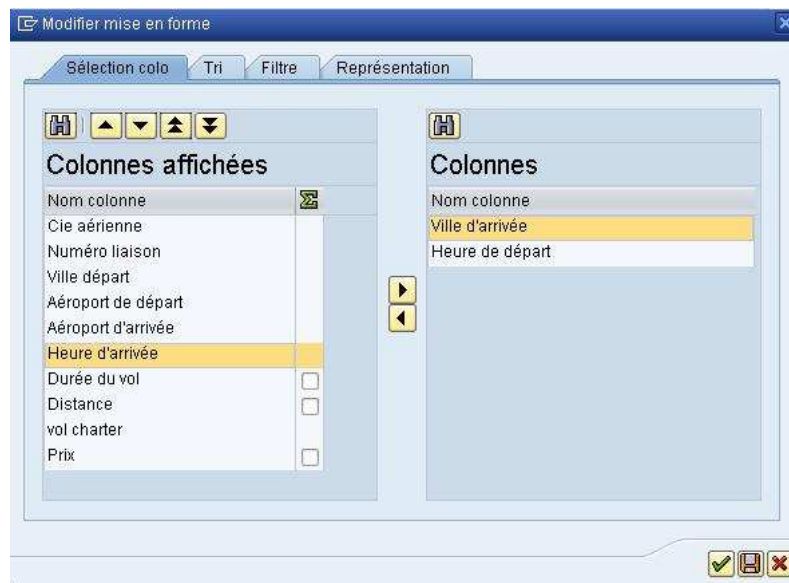 Modifier mise en forme
Sélection colo Tri Filtre Représentation
Colonnes affichées
Nom colonne
Cie aérienne
Numéro liaison
Ville départ
Aéroport de départ
Aéroport d'arrivée
Heure d'arrivée
Durée du vol
Distance
vol charter
Prix
Colonnes
Nom colonne
Ville d'arrivée
Heure de départ